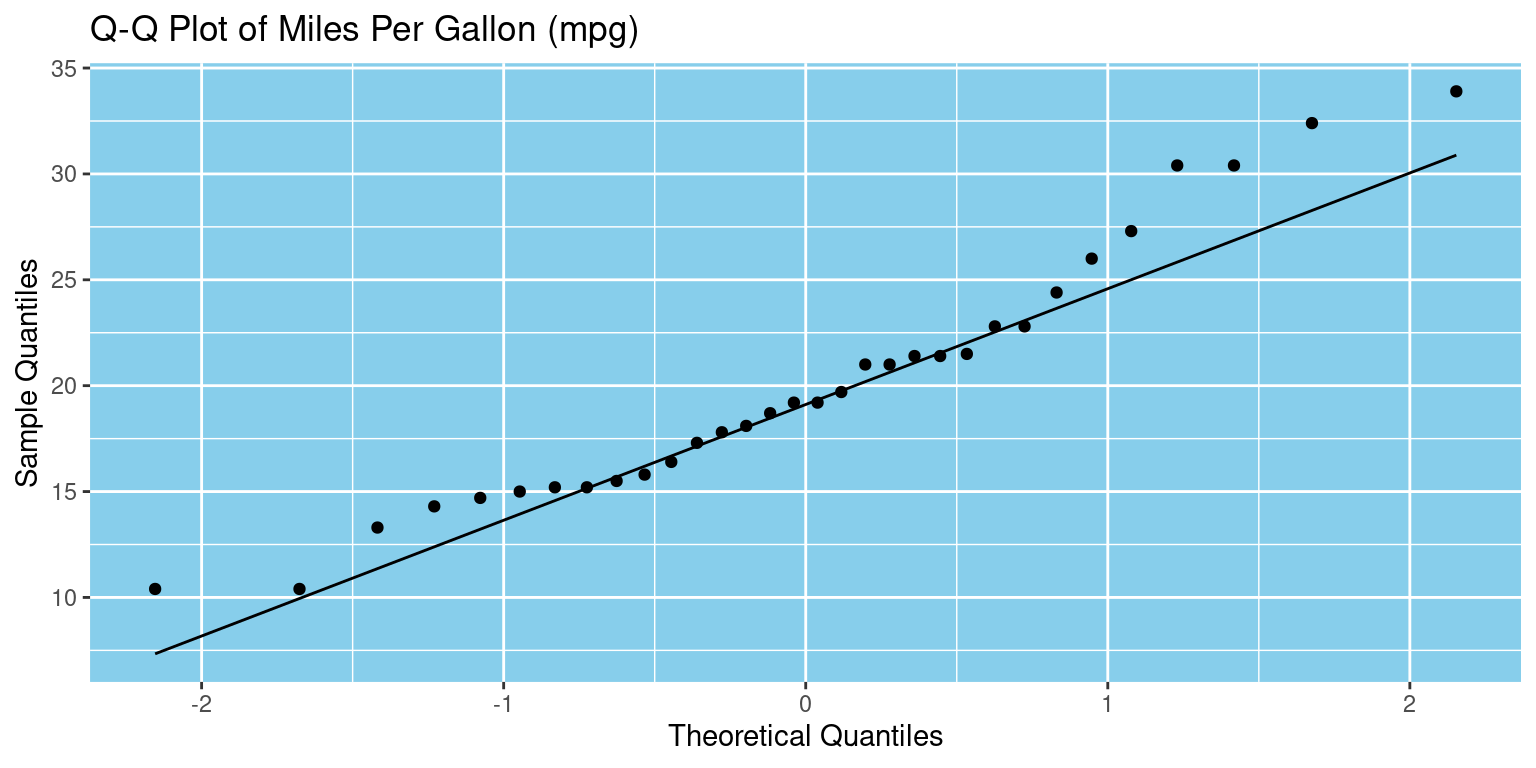 Q-Q Plot of Miles Per Gallon (mpg)
35
30
25
20
15
10
Sample Quantiles
-2 -1 0 1 2
Theoretical Quantiles